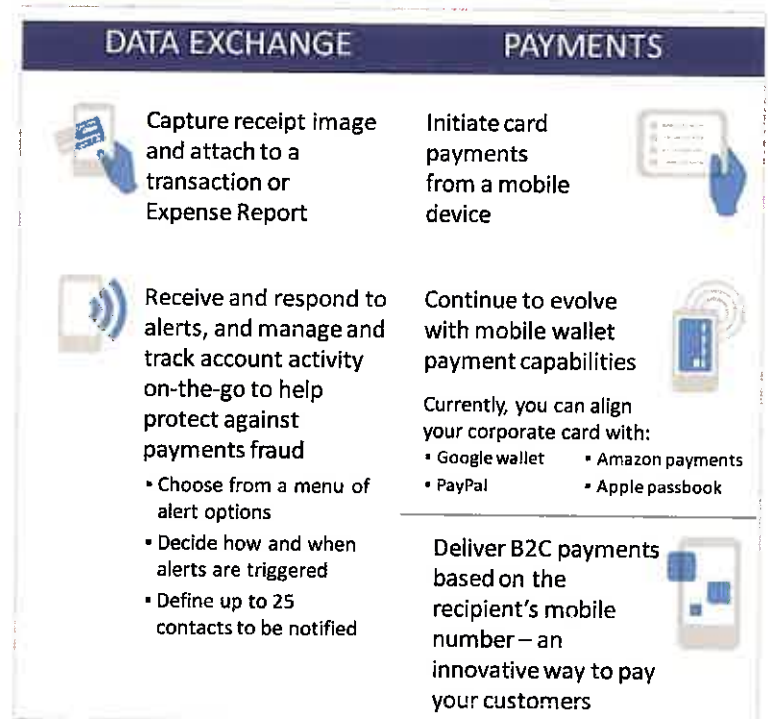 DATA EXCHANGE
Capture receipt image
and attach to a
transaction or
Expense Report
Receive and respond to
alerts, and manage and
track account activity
on-the-go to help
protect against
payments fraud
▪ Choose from a menu of
alert options
▪ Decide how and when
alerts are triggered
▪ Define up to 25
contacts to be notified
PAYMENTS
Initiate card
payments
from a mobile
device
Continue to evolve
with mobile wallet
payment capabilities
Currently, you can align
your corporate card with:
▪ Google wallet
▪ Amazon payments
▪ PayPal
▪ Apple passbook
Deliver B2C payments
based on the
recipient's mobile
number – an
innovative way to pay
your customers